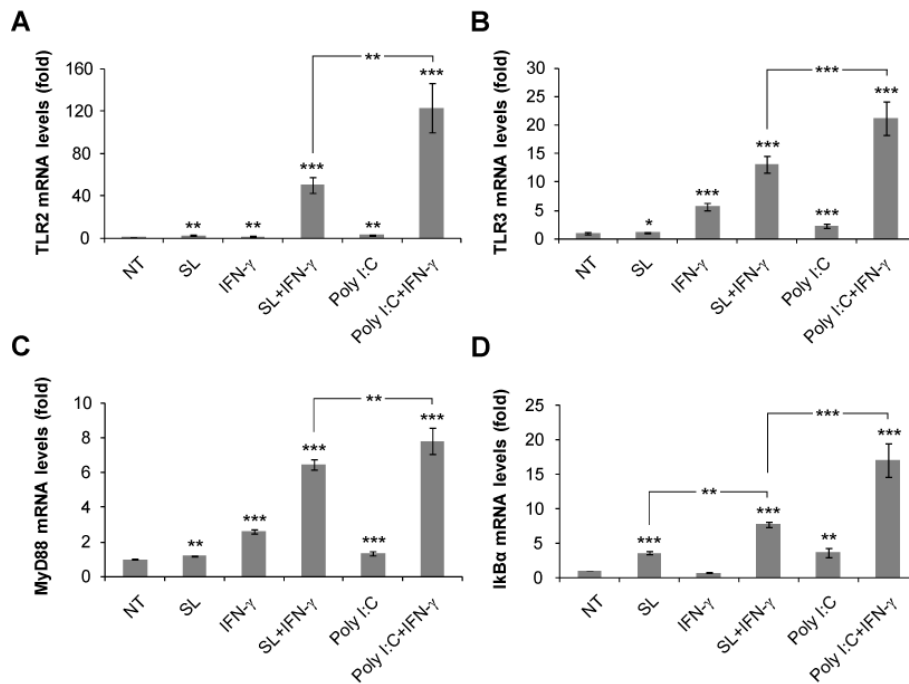 A
TLR2 mRNA levels (fold)
160
120
80
40
0
**
**
***
**
***
**
NT
SL
IFN-γ
SL+IFN-γ
Poly I:C
Poly I:C+IFN-γ
B
TLR3 mRNA levels (fold)
30
25
20
15
10
5
0
*
***
***
***
***
***
NT
SL
IFN-γ
SL+IFN-γ
Poly I:C
Poly I:C+IFN-γ
C
MyD88 mRNA levels (fold)
10
8
6
4
2
0
**
***
***
***
***
**
NT
SL
IFN-γ
SL+IFN-γ
Poly I:C
Poly I:C+IFN-γ
D
IkBα mRNA levels (fold)
25
20
15
10
5
0
***
**
***
**
***
***
NT
SL
IFN-γ
SL+IFN-γ
Poly I:C
Poly I:C+IFN-γ